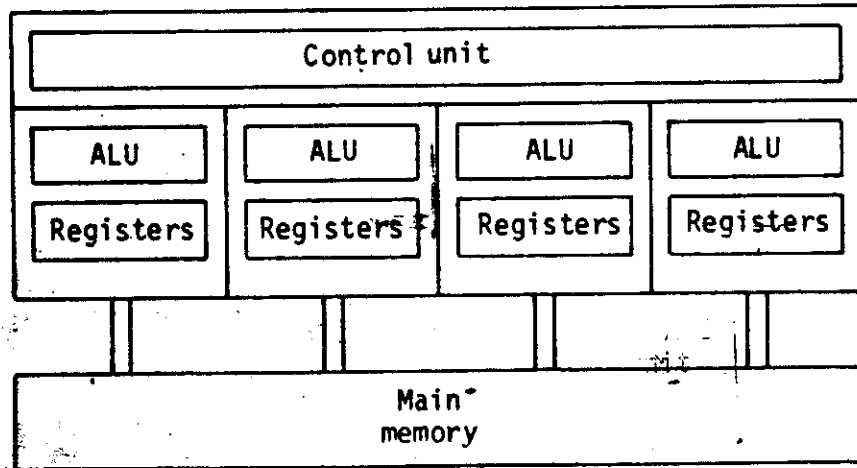 Control unit
ALU ALU ALU ALU
Registers Registers Registers Registers
Main
memory